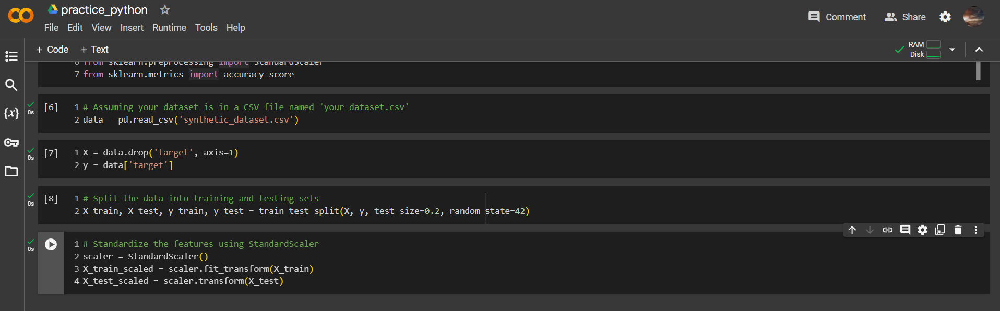 practice_python
File Edit View Insert Runtime Tools Help
Comment Share
+ Code + Text
RAM
Disk
6 from sklearn.preprocessing import StandardScaler
7 from sklearn.metrics import accuracy_score
0s [6] 1 # Assuming your dataset is in a CSV file named 'your_dataset.csv'
2 data = pd.read_csv('synthetic_dataset.csv')
0s [7] 1 X = data.drop('target', axis=1)
2 y = data['target']
0s [8] 1 # Split the data into training and testing sets
2 X_train, X_test, y_train, y_test = train_test_split(X, y, test_size=0.2, random_state=42)
0s 1 # Standardize the features using StandardScaler
2 scaler = StandardScaler()
3 X_train_scaled = scaler.fit_transform(X_train)
4 X_test_scaled = scaler.transform(X_test)
{x}